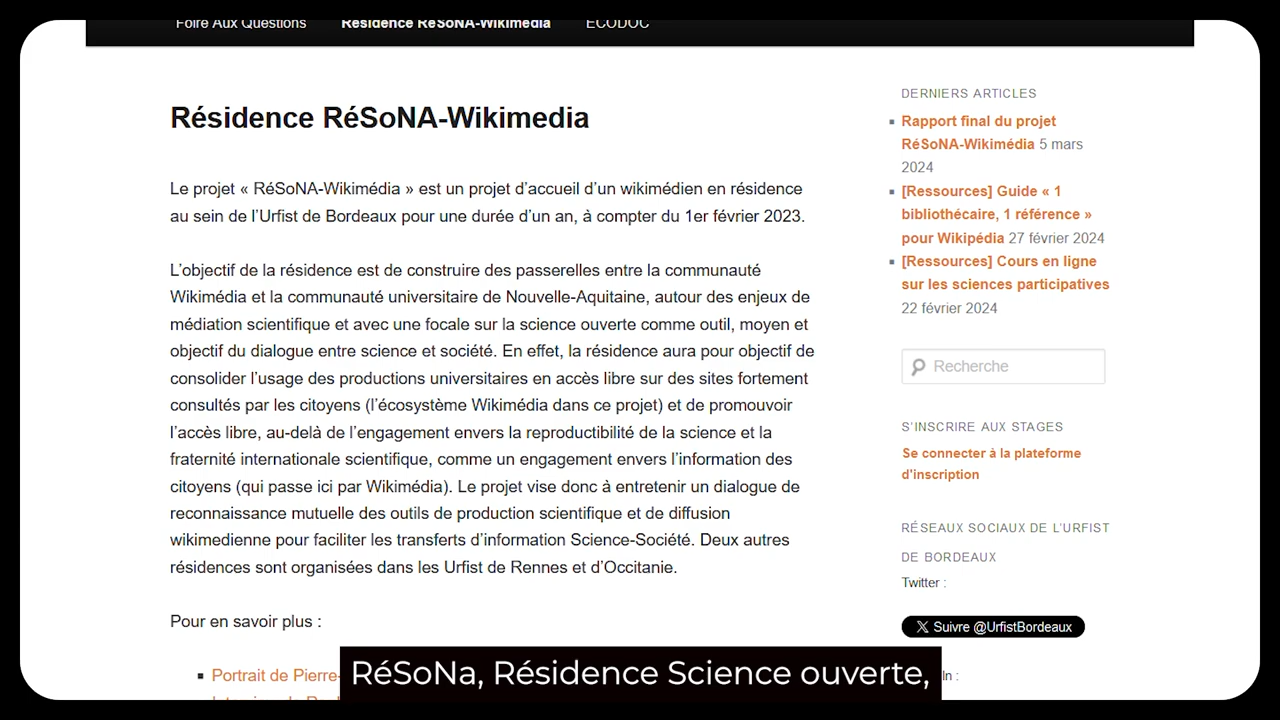 Foire Aux Questions Résidence RéSoNA-Wikimedia ECODOC
Résidence RéSoNA-Wikimedia
Le projet « RéSoNA-Wikimédia » est un projet d’accueil d’un wikimédien en résidence
au sein de l’Urfist de Bordeaux pour une durée d’un an, à compter du 1er février 2023.
L’objectif de la résidence est de construire des passerelles entre la communauté
Wikimédia et la communauté universitaire de Nouvelle-Aquitaine, autour des enjeux de
médiation scientifique et avec une focale sur la science ouverte comme outil, moyen et
objectif du dialogue entre science et société. En effet, la résidence aura pour objectif de
consolider l’usage des productions universitaires en accès libre sur des sites fortement
consultés par les citoyens (l’écosystème Wikimédia dans ce projet) et de promouvoir
l’accès libre, au-delà de l’engagement envers la reproductibilité de la science et la
fraternité internationale scientifique, comme un engagement envers l’information des
citoyens (qui passe ici par Wikimédia). Le projet vise donc à entretenir un dialogue de
reconnaissance mutuelle des outils de production scientifique et de diffusion
wikimedienne pour faciliter les transferts d’information Science-Société. Deux autres
résidences sont organisées dans les Urfist de Rennes et d’Occitanie.
Pour en savoir plus :
Portrait de Pierre-
DERNIERS ARTICLES
Rapport final du projet
RéSoNA-Wikimédia 5 mars
2024
[Ressources] Guide « 1
bibliothécaire, 1 référence »
pour Wikipédia 27 février 2024
[Ressources] Cours en ligne
sur les sciences participatives
22 février 2024
Recherche
S’INSCRIRE AUX STAGES
Se connecter à la plateforme
d'inscription
RÉSEAUX SOCIAUX DE L’URFIST
DE BORDEAUX
Twitter :
Suivre @UrfistBordeaux
In :
RéSoNa, Résidence Science ouverte,